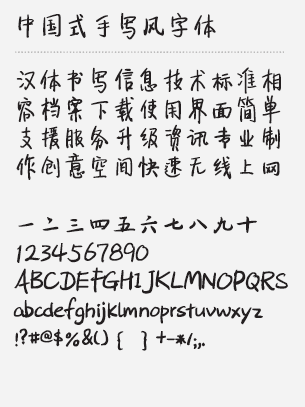 中国式手写风字体
汉体书写信息技术标准相
容档案下载使用界面简单
支援服务升级资讯专业制
作创意空间快速无线上网
一二三四五六七八九十
1234567890
ABCDEFGHIJKLMNOPQRS
abcdefghijklmnoprstuvwxyz
!?#@$%&() { } +-*/:;,.